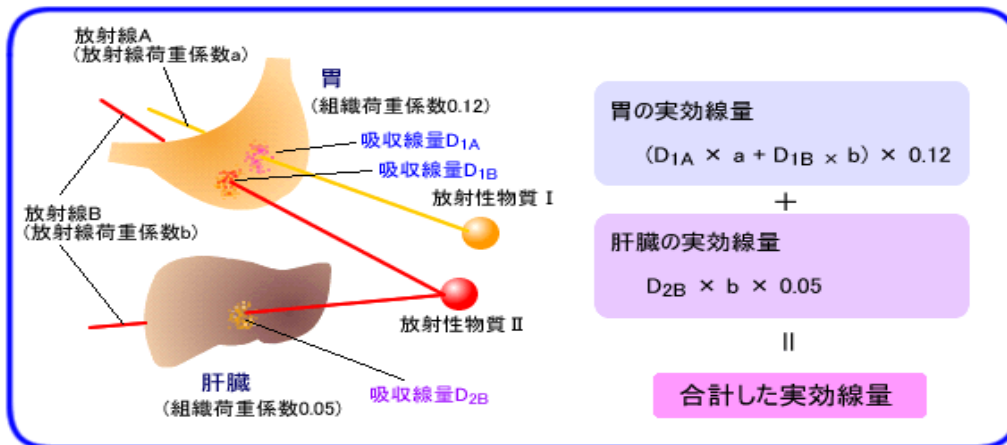 放射線A
(放射線荷重係数a)
胃
(組織荷重係数0.12)
吸収線量D1A
吸収線量D1B
放射性物質Ⅰ
放射線B
(放射線荷重係数b)
放射性物質Ⅱ
肝臓
(組織荷重係数0.05)
吸収線量D2B
胃の実効線量
(D1A × a + D1B × b) × 0.12
+
肝臓の実効線量
D2B × b × 0.05
=
合計した実効線量